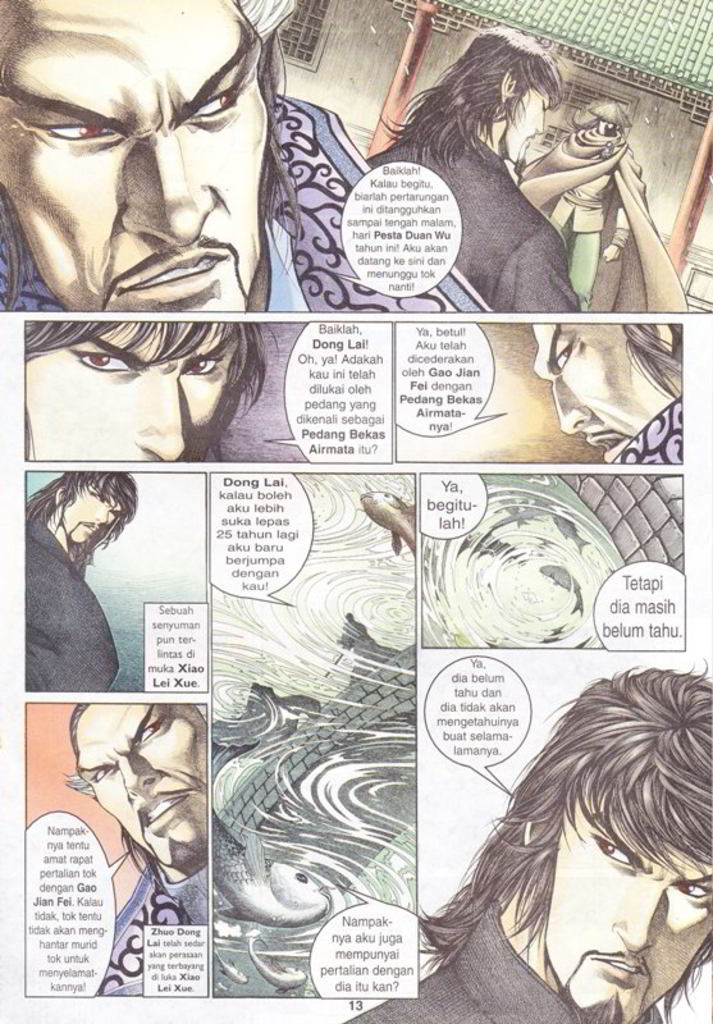 Baiklah!
Kalau begitu,
biarlah pertarungan
ini ditangguhkan
sampai tengah malam,
hari Pesta Duan Wu
tahun ini! Aku akan
datang ke sini dan
menunggu tok
nanti!
Baiklah,
Dong Lai!
Oh, ya! Adakah
kau ini telah
dilukai oleh
pedang yang
dikenali sebagai
Pedang Bekas
Airmata itu?
Ya, betul!
Aku telah
dicederakan
oleh Gao Jian
Fei dengan
Pedang Bekas
Airmata-
nya!
Sebuah
senyuman
pun ter-
lintas di
muka Xiao
Lei Xue.
Dong Lai,
kalau boleh
aku lebih
suka lepas
25 tahun lagi
aku baru
berjumpa
dengan
kau!
Ya,
begitu-
lah!
Tetapi
dia masih
belum tahu.
Nampak-
nya tentu
amat rapat
pertalian tok
dengan Gao
Jian Fei. Kalau
tidak, tok tentu
tidak akan meng-
hantar murid
tok untuk
menyelamat-
kannya!
Zhuo Dong
Lai telah sedar
akan perasaan
yang terbayang
di luka Xiao
Lei Xue.
Nampak-
nya aku juga
mempunyai
pertalian dengan
dia itu kan?
Ya,
dia belum
tahu dan
dia tidak akan
mengetahuinya
buat selama-
lamanya.
13